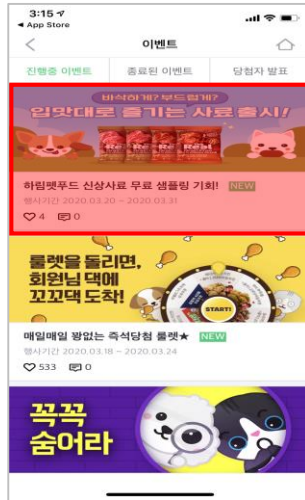 3:15
App Store
이벤트
진행중 이벤트 종료된 이벤트 당첨자 발표
바삭하게? 부드럽게?
입맛대로 즐기는 사료출시!
Real Real Real Real
하림펫푸드 신상사료 무료 샘플링 기회! NEW
행사기간 2020.03.20 ~ 2020.03.31
4 0
룰렛을 돌리면,
회원님 댁에
꼬꼬댁 도착!
START!
매일매일 꽝없는 즉석당첨 룰렛★ NEW
행사기간 2020.03.18 ~ 2020.03.24
533 0
꼭꼭
숨어라